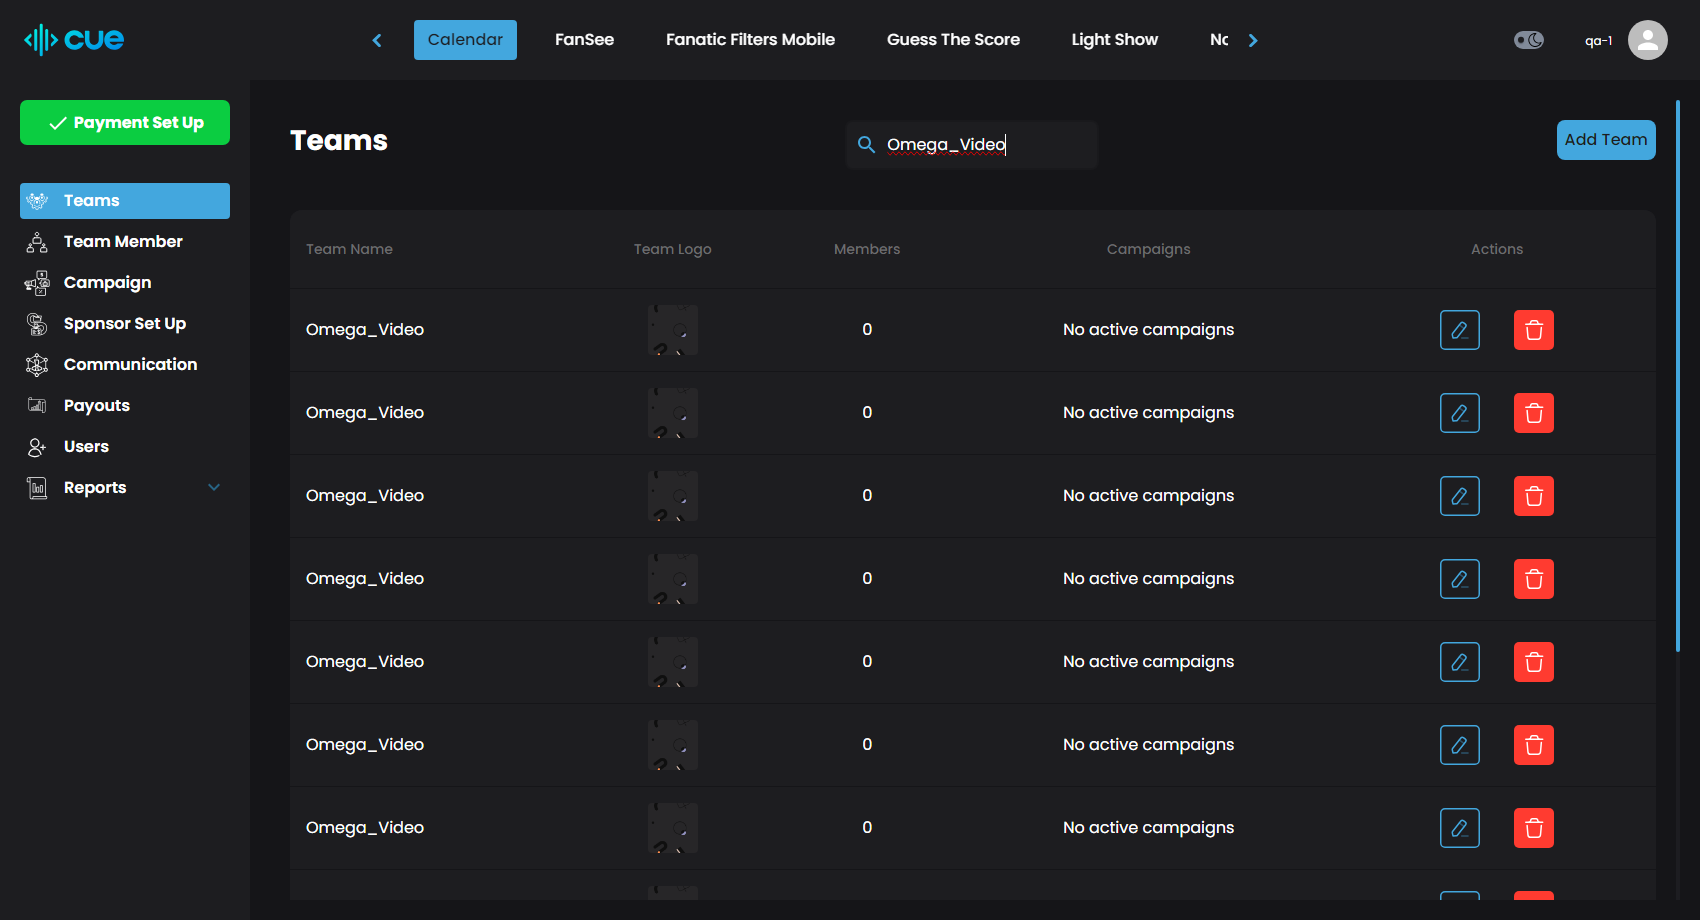 cue
Calendar
FanSee
Fanatic Filters Mobile
Guess The Score
Light Show
qa-1
Payment Set Up
Teams
Team Member
Campaign
Sponsor Set Up
Communication
Payouts
Users
Reports
Teams
Omega_Video
Add Team
Team Name Team Logo Members Campaigns Actions
Omega_Video 0 No active campaigns
Omega_Video 0 No active campaigns
Omega_Video 0 No active campaigns
Omega_Video 0 No active campaigns
Omega_Video 0 No active campaigns
Omega_Video 0 No active campaigns
Omega_Video 0 No active campaigns